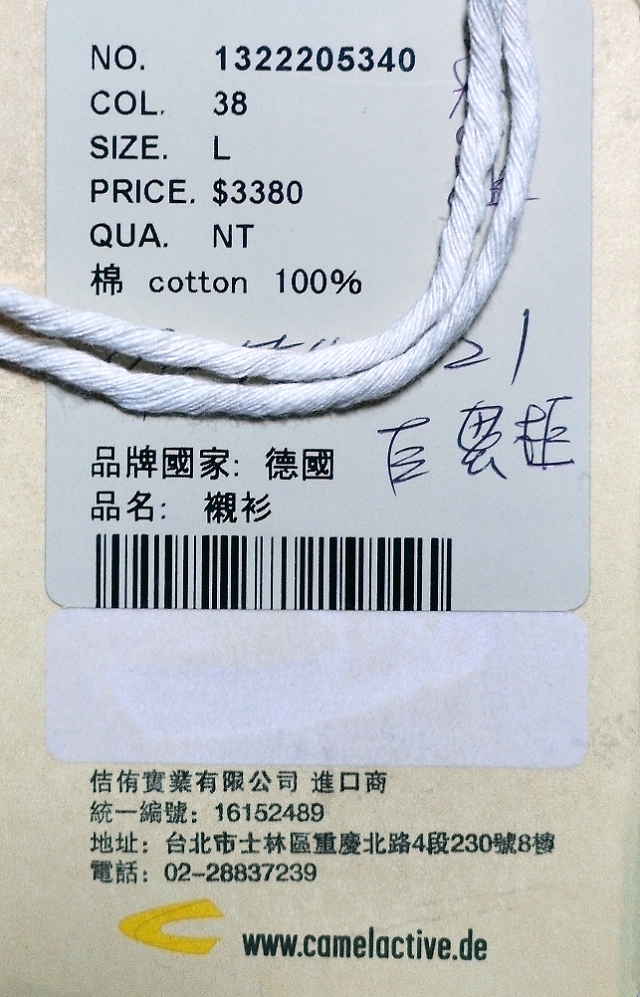 NO. 1322205340
COL. 38
SIZE. L
PRICE. $3380
QUA. NT
棉 cotton 100%
21
品牌國家: 德國
品名: 襯衫
佶侑實業有限公司 進口商
統一編號: 16152489
地址: 台北市士林區重慶北路4段230號8樓
電話: 02-28837239
www.camelactive.de